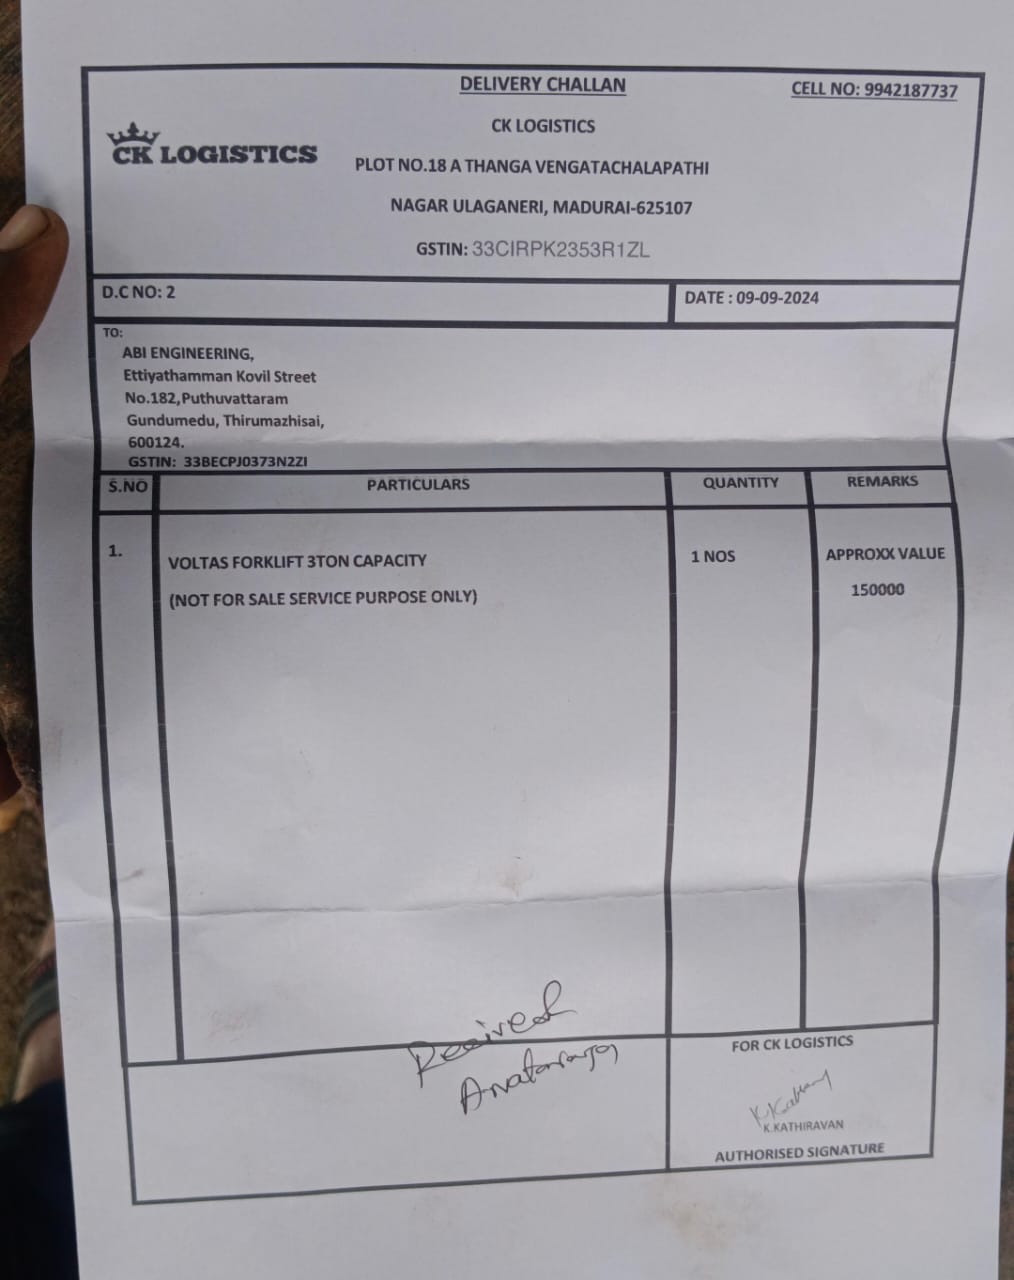 DELIVERY CHALLAN
CELL NO: 9942187737
CK LOGISTICS
CK LOGISTICS
PLOT NO.18 A THANGA VENGATACHALAPATHI
NAGAR ULAGANERI, MADURAI-625107
GSTIN: 33CIRPK2353R1ZL
D.C NO: 2
DATE : 09-09-2024
TO:
ABI ENGINEERING,
Ettiyathamman Kovil Street
No.182,Puthuvattaram
Gundumedu, Thirumazhisai,
600124.
GSTIN: 33BECPJ0373N2ZI
S.NO PARTICULARS QUANTITY REMARKS
1. VOLTAS FORKLIFT 3TON CAPACITY 1 NOS APPROXX VALUE
(NOT FOR SALE SERVICE PURPOSE ONLY) 150000
Received
FOR CK LOGISTICS
K.KATHIRAVAN
AUTHORISED SIGNATURE